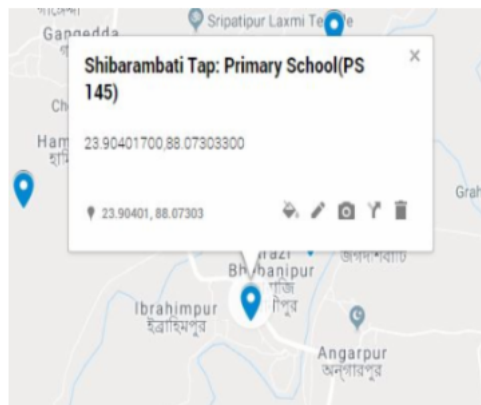 Gangedda
Sripatipur Laxmi Te e
Shibarambati Tap: Primary School(PS
145)
Ch
Ham
হামি
23.90401700,88.07303300
Grah
23.90401, 88.07303
Bhabanipur
Ibrahimpur
ইব্রাহিমপুর
Angarpur
অনগারপুর